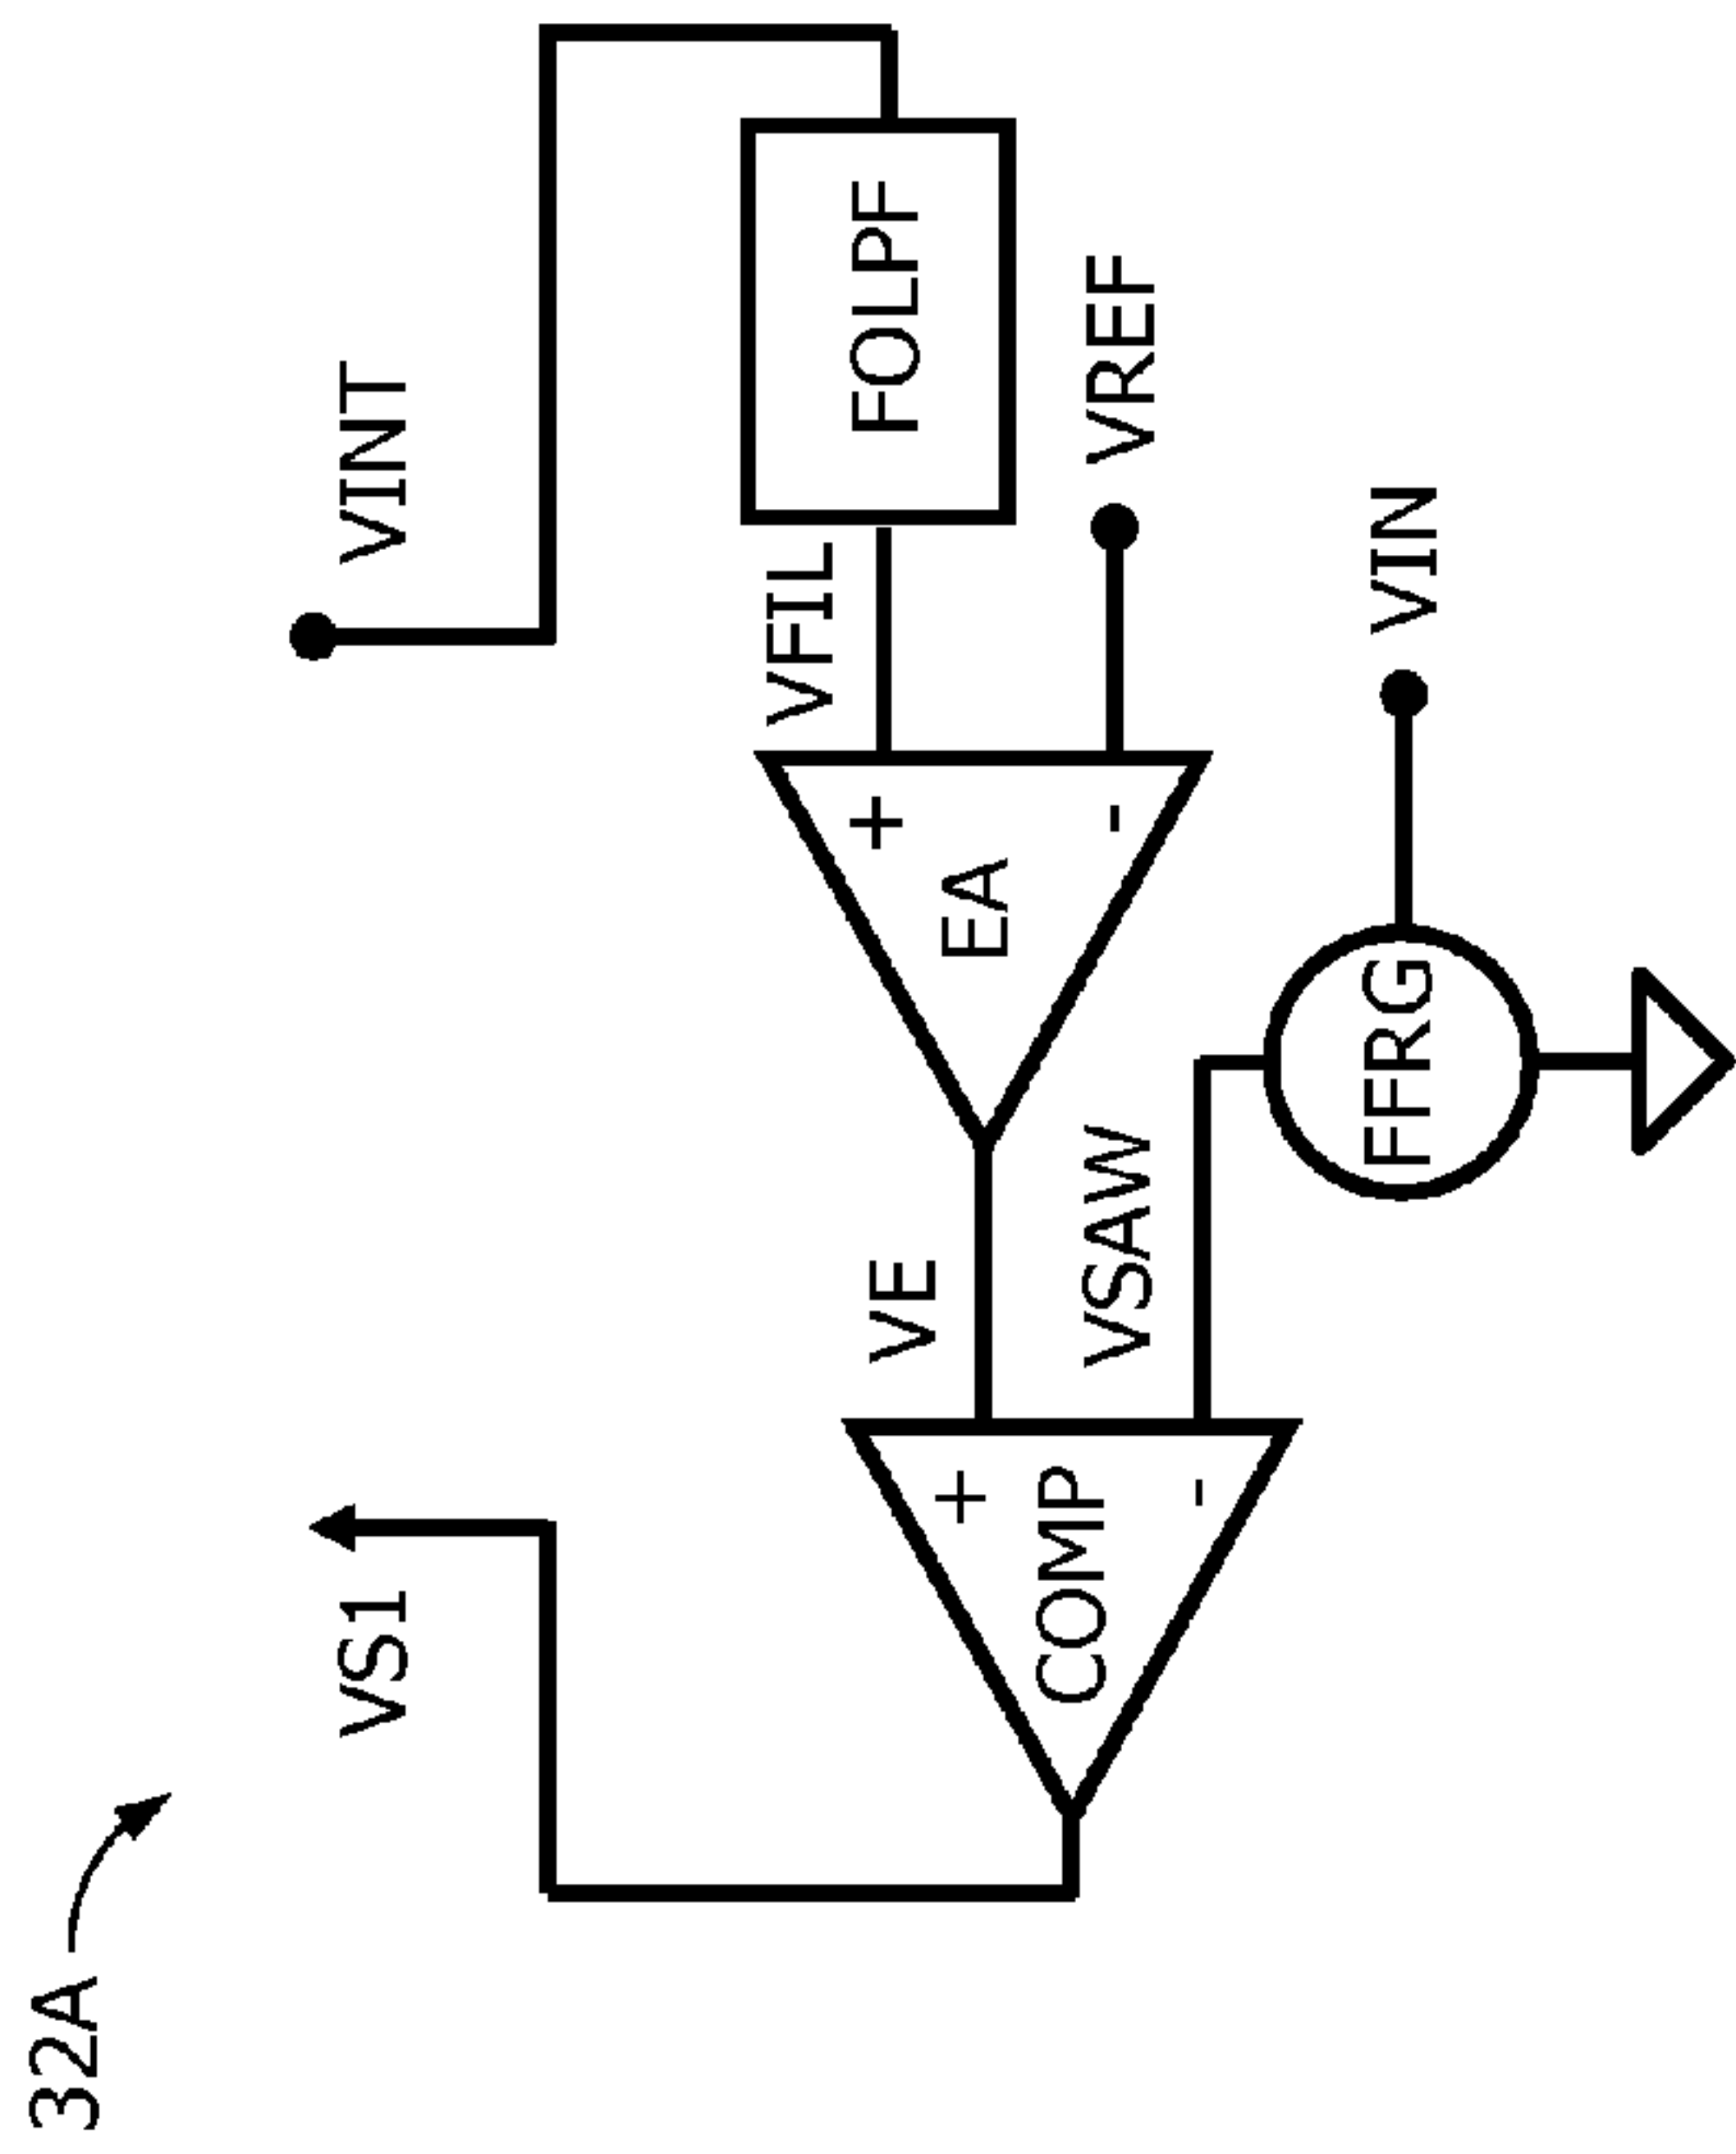 32A
VS1
VINT
VFIL
FOLPF
VE
+
EA
+
-
VREF
COMP
-
VSAW
FFRG
VIN